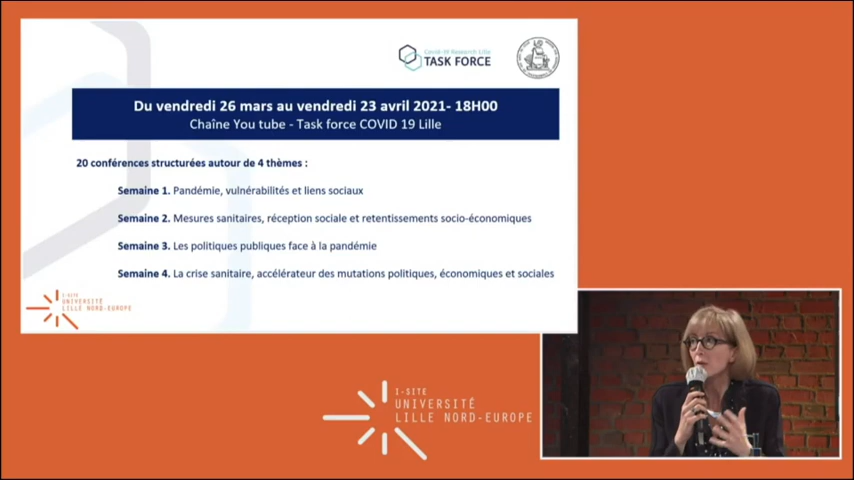 Covid-19 Research Lille
TASK FORCE
Du vendredi 26 mars au vendredi 23 avril 2021- 18H00
Chaîne You tube - Task force COVID 19 Lille
20 conférences structurées autour de 4 thèmes :
Semaine 1. Pandémie, vulnérabilités et liens sociaux
Semaine 2. Mesures sanitaires, réception sociale et retentissements socio-économiques
Semaine 3. Les politiques publiques face à la pandémie
Semaine 4. La crise sanitaire, accélérateur des mutations politiques, économiques et sociales
I-SITE
UNIVERSITÉ
LILLE NORD-EUROPE
I-SITE
UNIVERSITÉ
LILLE NORD-EUROPE